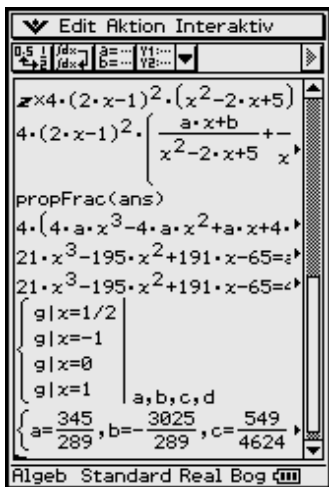 Edit Aktion Interaktiv
z×4·(2·x-1)²·(x²-2·x+5)
4·(2·x-1)²·( (a·x+b)/(x²-2·x+5) + x
propFrac(ans)
4·(4·a·x³-4·a·x²+a·x+4·
21·x³-195·x²+191·x-65=a
21·x³-195·x²+191·x-65=4
{ g|x=1/2
g|x=-1
g|x=0
g|x=1 | a,b,c,d
{a=345/289, b=-3025/289, c=549/4624
Algeb Standard Real Bog